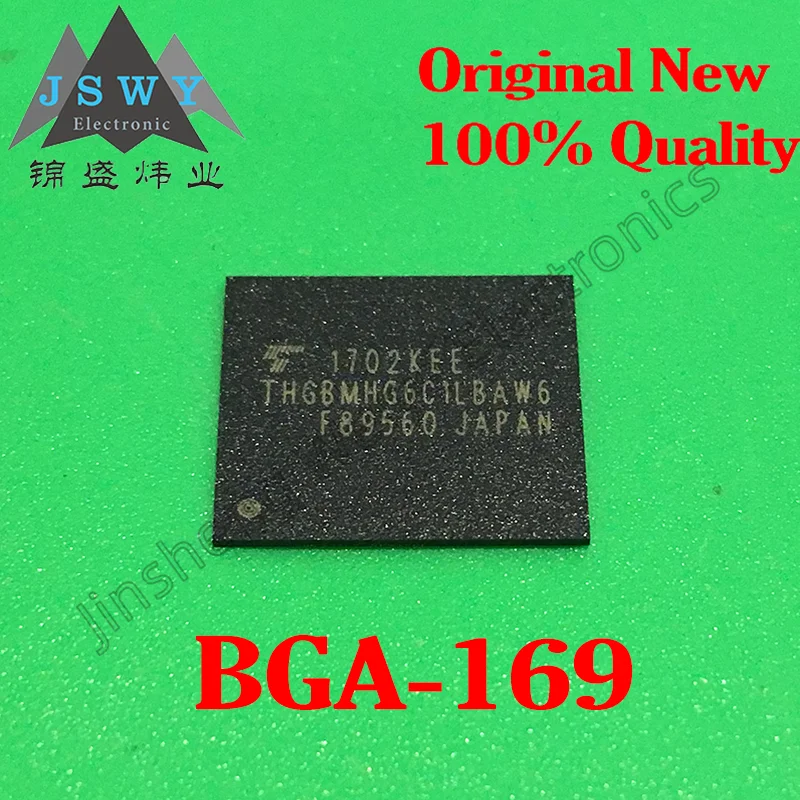 JSWY
Electronic
锦盛炜业
Original New
100% Quality
1702KEE
THGBMHG6C1LBAW6
F89560 JAPAN
BGA-169